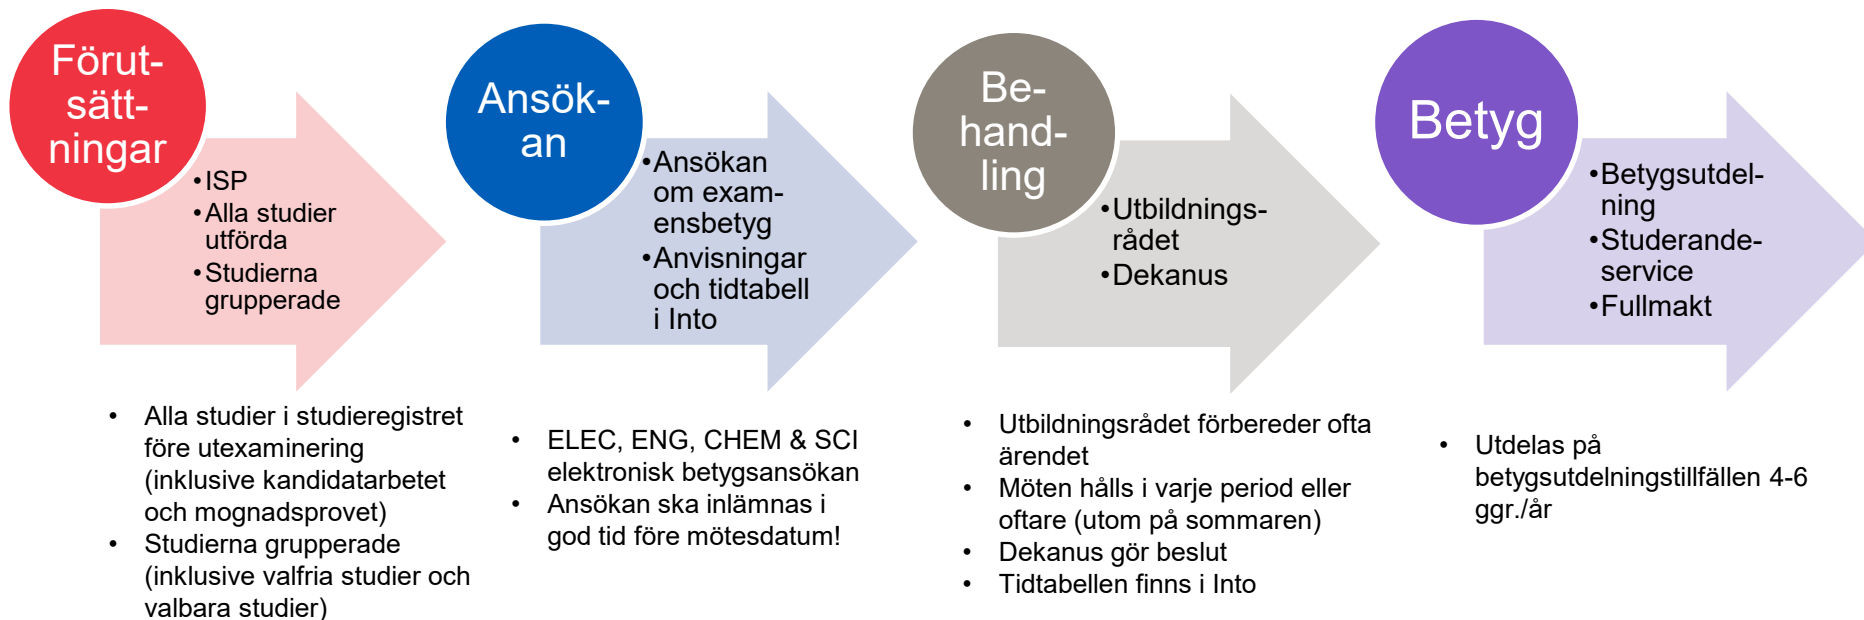 Förut-
sätt-
ningar
•ISP
•Alla studier
utförda
•Studierna
grupperade
• Alla studier i studieregistret
före utexaminering
(inklusive kandidatarbetet
och mognadsprovet)
• Studierna grupperade
(inklusive valfria studier och
valbara studier)
Ansök-
an
•Ansökan
om exam-
ensbetyg
•Anvisningar
och tidtabell
i Into
• ELEC, ENG, CHEM & SCI
elektronisk betygsansökan
• Ansökan ska inlämnas i
god tid före mötesdatum!
Be-
hand-
ling
•Utbildnings-
rådet
•Dekanus
• Utbildningsrådet förbereder ofta
ärendet
• Möten hålls i varje period eller
oftare (utom på sommaren)
• Dekanus gör beslut
• Tidtabellen finns i Into
Betyg
•Betygsutdel-
ning
•Studerande-
service
•Fullmakt
• Utdelas på
betygsutdelningstillfällen 4-6
ggr./år